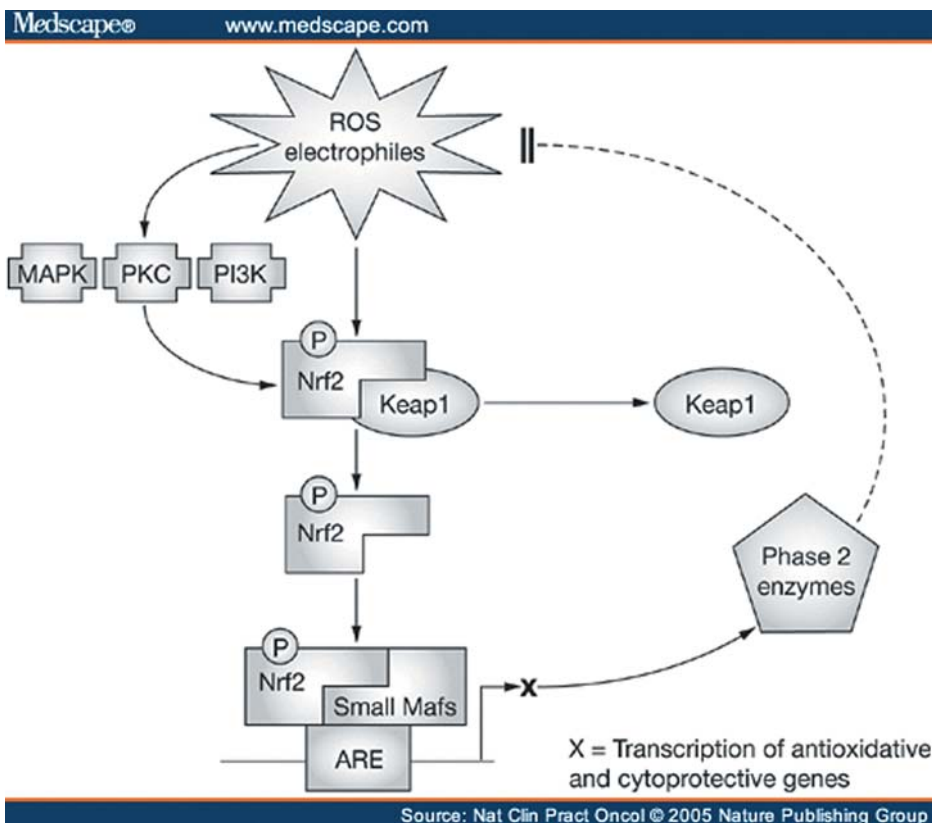 Medscape® www.medscape.com
ROS
electrophiles
MAPK PKC PI3K
P
Nrf2
Keap1
Keap1
P
Nrf2
Phase 2
enzymes
P
Nrf2
Small Mafs
x
ARE
X = Transcription of antioxidative
and cytoprotective genes
Source: Nat Clin Pract Oncol © 2005 Nature Publishing Group